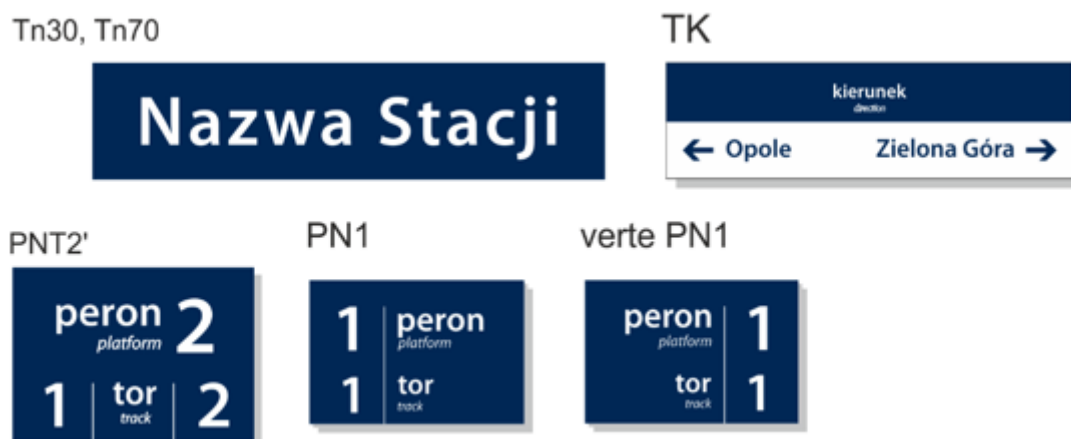 Tn30, Tn70
TK
Nazwa Stacji
kierunek
direction
← Opole Zielona Góra →
PNT2'
PN1
verte PN1
peron 2
platform
1 tor 2
track
1 peron
platform
1 tor
track
peron 1
platform
tor 1
track